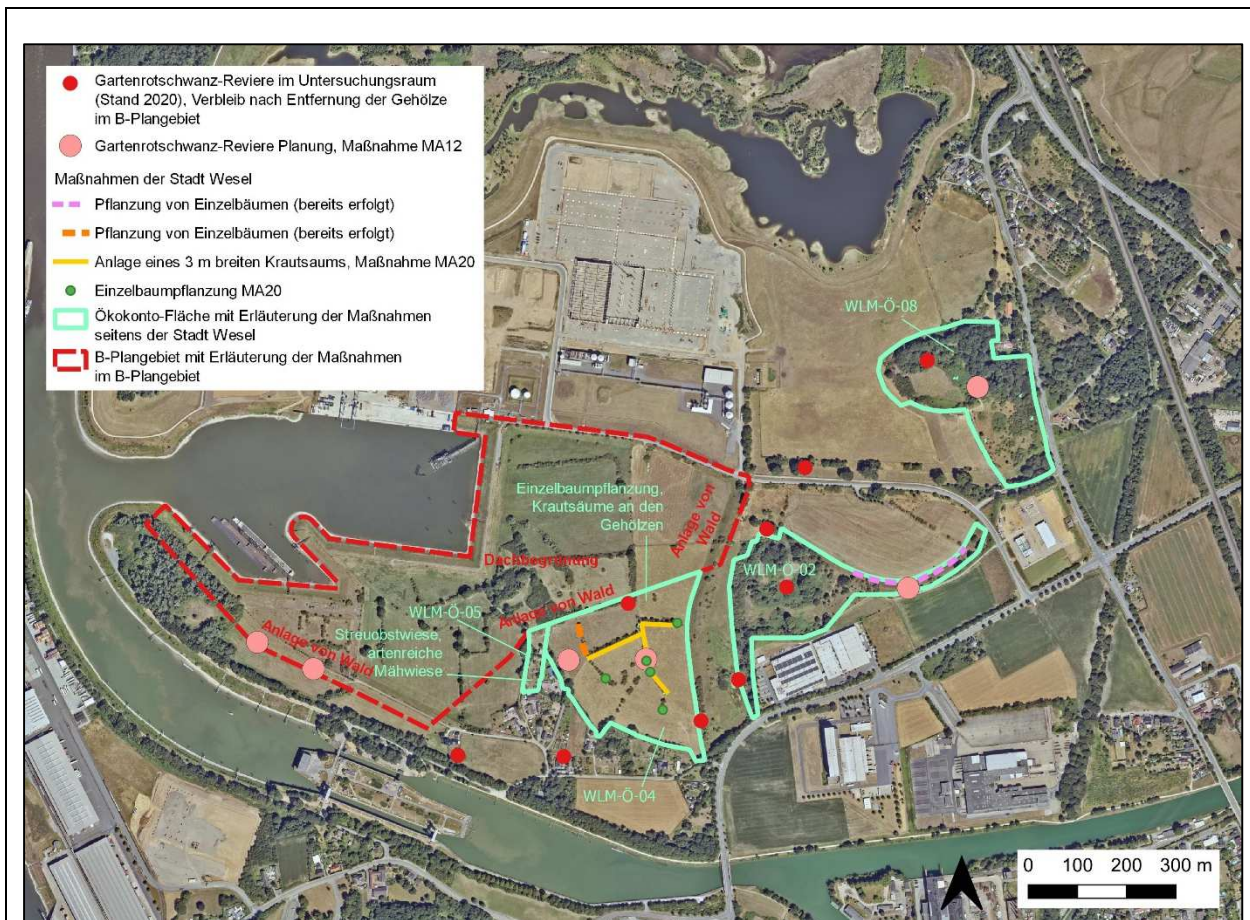 Gartenrotschwanz-Reviere im Untersuchungsraum
(Stand 2020), Verbleib nach Entfernung der Gehölze
im B-Plangebiet
Gartenrotschwanz-Reviere Planung, Maßnahme MA12
Maßnahmen der Stadt Wesel
Pflanzung von Einzelbäumen (bereits erfolgt)
Pflanzung von Einzelbäumen (bereits erfolgt)
Anlage eines 3 m breiten Krautsaums, Maßnahme MA20
Einzelbaumpflanzung MA20
Ökokonto-Fläche mit Erläuterung der Maßnahmen
seitens der Stadt Wesel
B-Plangebiet mit Erläuterung der Maßnahmen
im B-Plangebiet
WLM-Ö-08
Einzelbaumpflanzung,
Krautsäume an den
Gehölzen
Anlage von
Wald
Dachbegrünung
WLM-Ö-02
Anlage von Wald
WLM-Ö-05
Streuobstwiese,
artenreiche
Mähwiese
Anlage von Wald
WLM-Ö-04
0 100 200 300 m